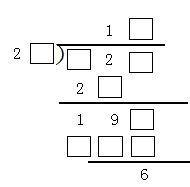 1 □
2 □ ) □ 2 □
2 □
1 9 □
□ □ □
6